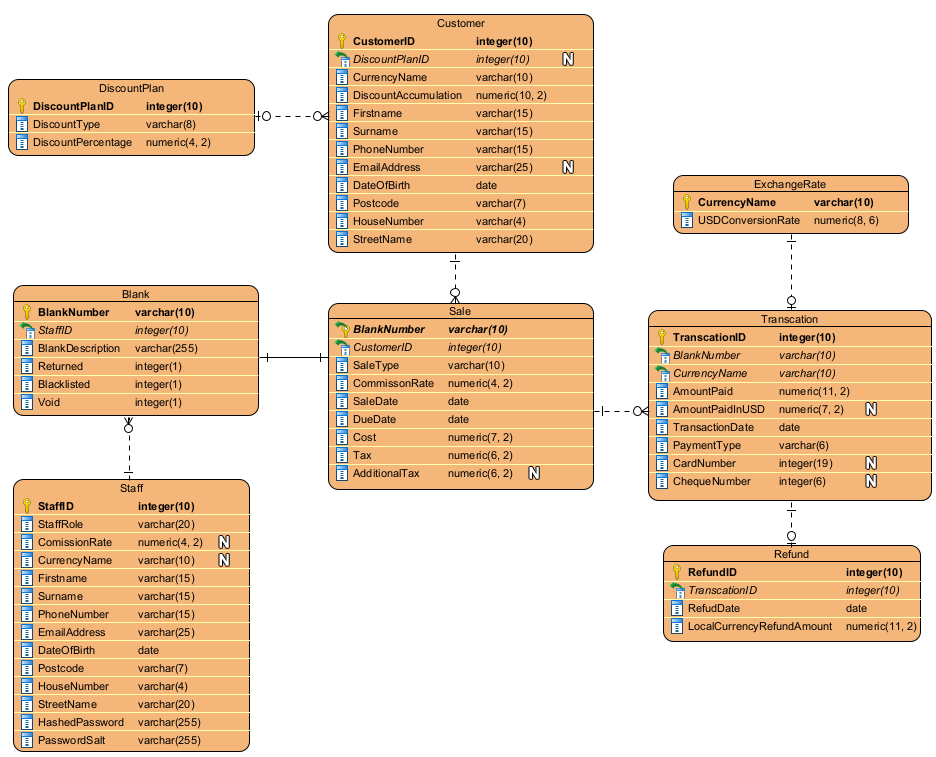 Customer
CustomerID integer(10)
DiscountPlanID integer(10) N
CurrencyName varchar(10)
DiscountAccumulation numeric(10, 2)
Firstname varchar(15)
Surname varchar(15)
PhoneNumber varchar(15)
EmailAddress varchar(25) N
DateOfBirth date
Postcode varchar(7)
HouseNumber varchar(4)
StreetName varchar(20)
DiscountPlan
DiscountPlanID integer(10)
DiscountType varchar(8)
DiscountPercentage numeric(4, 2)
ExchangeRate
CurrencyName varchar(10)
USDConversionRate numeric(8, 6)
Blank
BlankNumber varchar(10)
StaffID integer(10)
BlankDescription varchar(255)
Returned integer(1)
Blacklisted integer(1)
Void integer(1)
Sale
BlankNumber varchar(10)
CustomerID integer(10)
SaleType varchar(10)
CommissonRate numeric(4, 2)
SaleDate date
DueDate date
Cost numeric(7, 2)
Tax numeric(6, 2)
AdditionalTax numeric(6, 2) N
Transcation
TranscationID integer(10)
BlankNumber varchar(10)
CurrencyName varchar(10)
AmountPaid numeric(11, 2)
AmountPaidInUSD numeric(7, 2) N
TransactionDate date
PaymentType varchar(6)
CardNumber integer(19) N
ChequeNumber integer(6) N
Staff
StaffID integer(10)
StaffRole varchar(20)
ComissionRate numeric(4, 2) N
CurrencyName varchar(10) N
Firstname varchar(15)
Surname varchar(15)
PhoneNumber varchar(15)
EmailAddress varchar(25)
DateOfBirth date
Postcode varchar(7)
HouseNumber varchar(4)
StreetName varchar(20)
HashedPassword varchar(255)
PasswordSalt varchar(255)
Refund
RefundID integer(10)
TranscationID integer(10)
RefudDate date
LocalCurrencyRefundAmount numeric(11, 2)